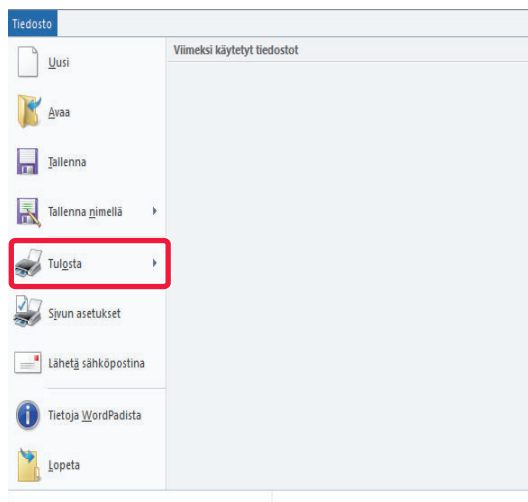 Tiedosto
Viimeksi käytetyt tiedostot
Uusi
Avaa
Tallenna
Tallenna nimellä
Tulosta
Sivun asetukset
Lähetä sähköpostina
Tietoja WordPadista
Lopeta